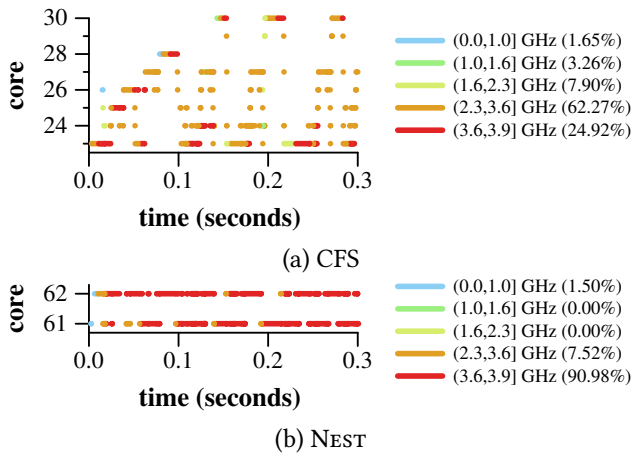 30
28
26
24
core
0.0 0.1 0.2 0.3
time (seconds)
(0.0,1.0] GHz (1.65%)
(1.0,1.6] GHz (3.26%)
(1.6,2.3] GHz (7.90%)
(2.3,3.6] GHz (62.27%)
(3.6,3.9] GHz (24.92%)
(a) CFS
62
61
core
0.0 0.1 0.2 0.3
time (seconds)
(0.0,1.0] GHz (1.50%)
(1.0,1.6] GHz (0.00%)
(1.6,2.3] GHz (0.00%)
(2.3,3.6] GHz (7.52%)
(3.6,3.9] GHz (90.98%)
(b) NEST